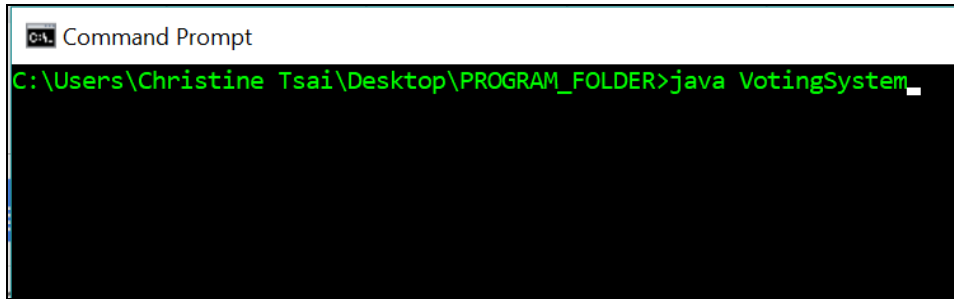 Command Prompt
C:\Users\Christine Tsai\Desktop\PROGRAM_FOLDER>java VotingSystem